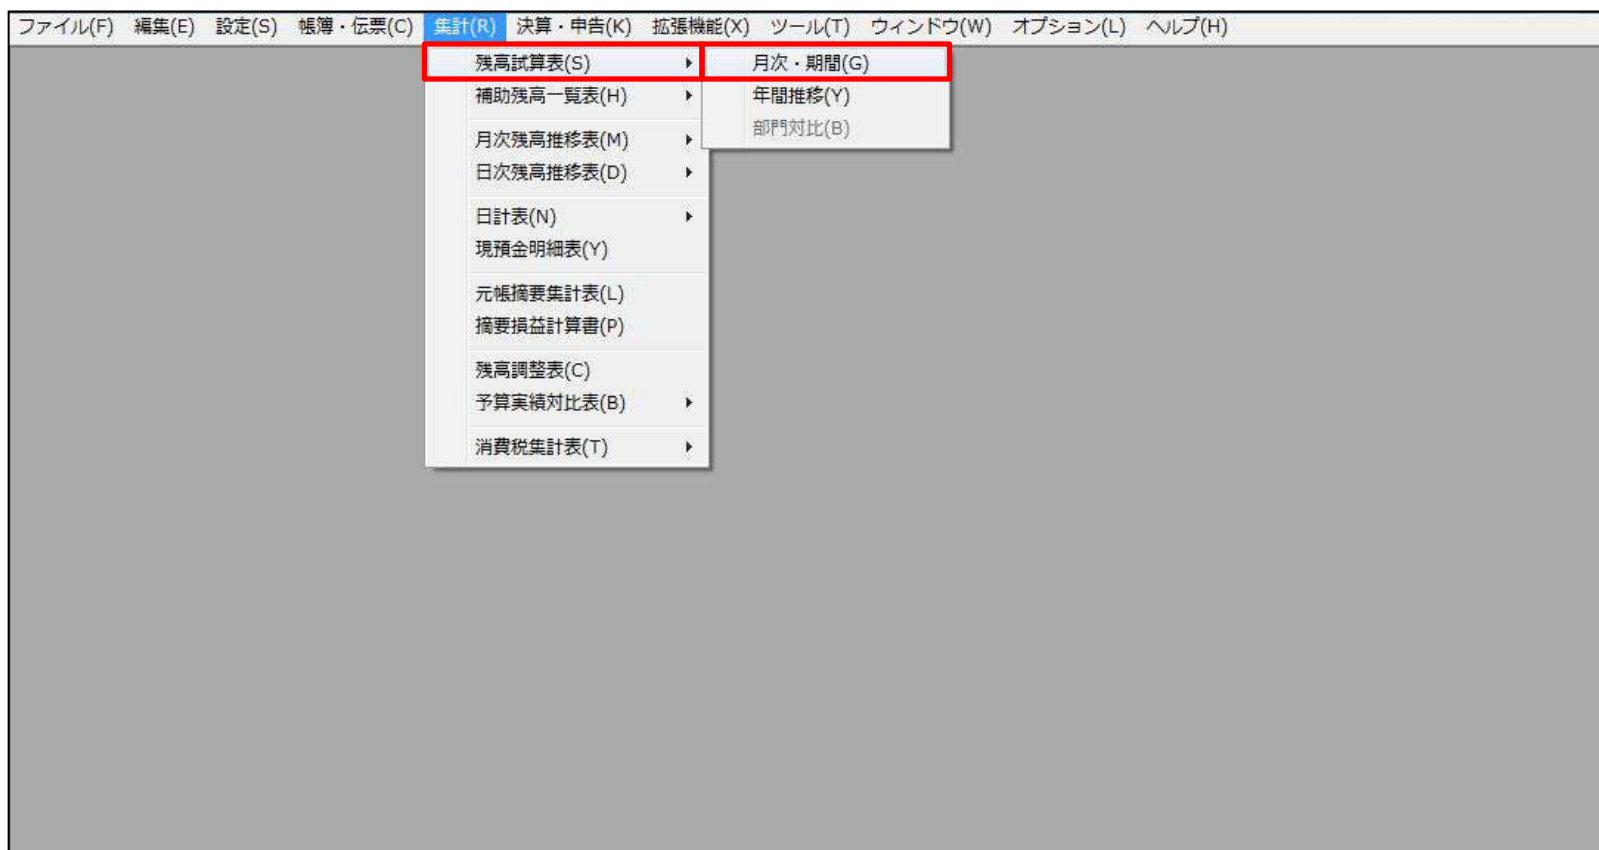 ファイル(F) 編集(E) 設定(S) 帳簿・伝票(C) 集計(R) 決算・申告(K) 拡張機能(X) ツール(T) ウィンドウ(W) オプション(L) ヘルプ(H)
残高試算表(S)
補助残高一覧表(H)
月次残高推移表(M)
日次残高推移表(D)
日計表(N)
現預金明細表(Y)
元帳摘要集計表(L)
摘要損益計算書(P)
残高調整表(C)
予算実績対比表(B)
消費税集計表(T)
月次・期間(G)
年間推移(Y)
部門対比(B)